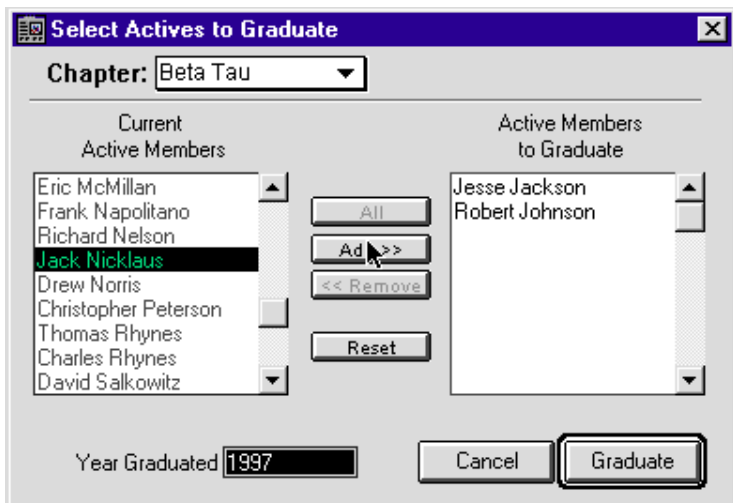 Select Actives to Graduate
Chapter: Beta Tau
Current
Active Members
Active Members
to Graduate
Eric McMillan
Frank Napolitano
Richard Nelson
Jack Nicklaus
Drew Norris
Christopher Peterson
Thomas Rhynes
Charles Rhynes
David Salkowitz
All
Ad >>
<< Remove
Reset
Jesse Jackson
Robert Johnson
Year Graduated 1997
Cancel
Graduate